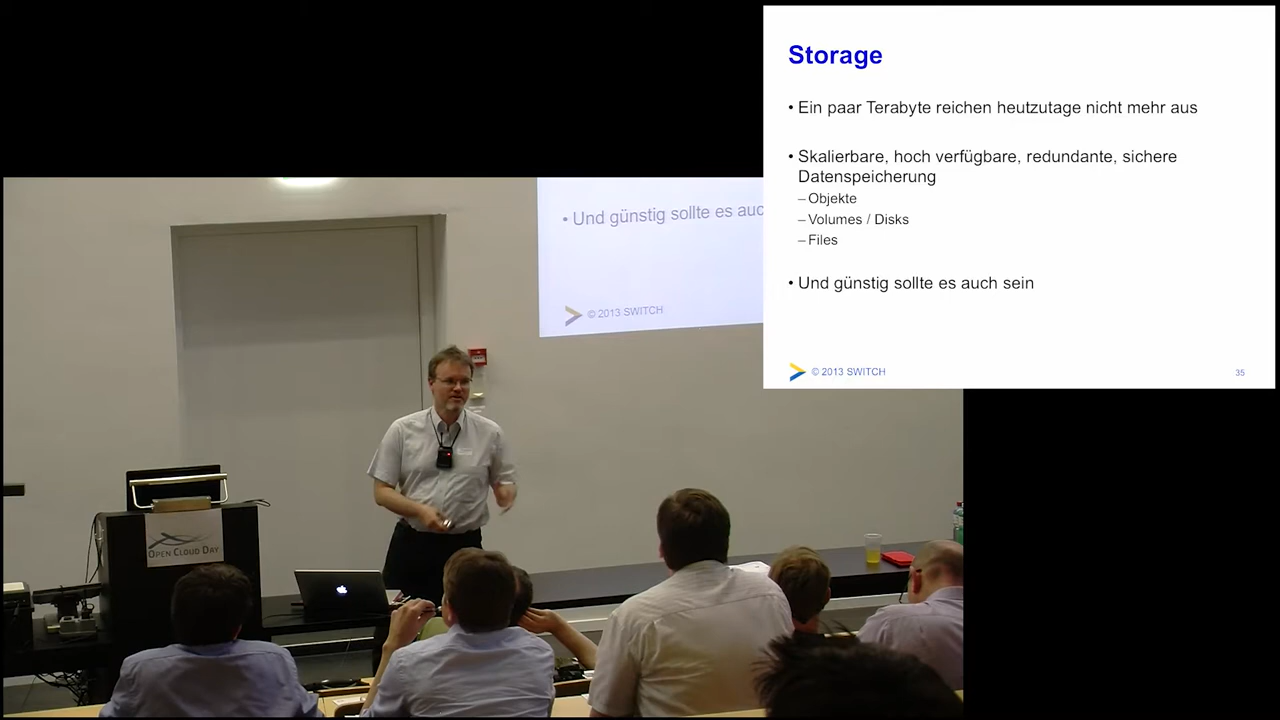 Storage
• Ein paar Terabyte reichen heutzutage nicht mehr aus
• Skalierbare, hoch verfügbare, redundante, sichere
Datenspeicherung
– Objekte
– Volumes / Disks
– Files
• Und günstig sollte es auch sein
© 2013 SWITCH
35
• Und günstig sollte es auc
© 2013 SWITCH
OPEN CLOUD DAY